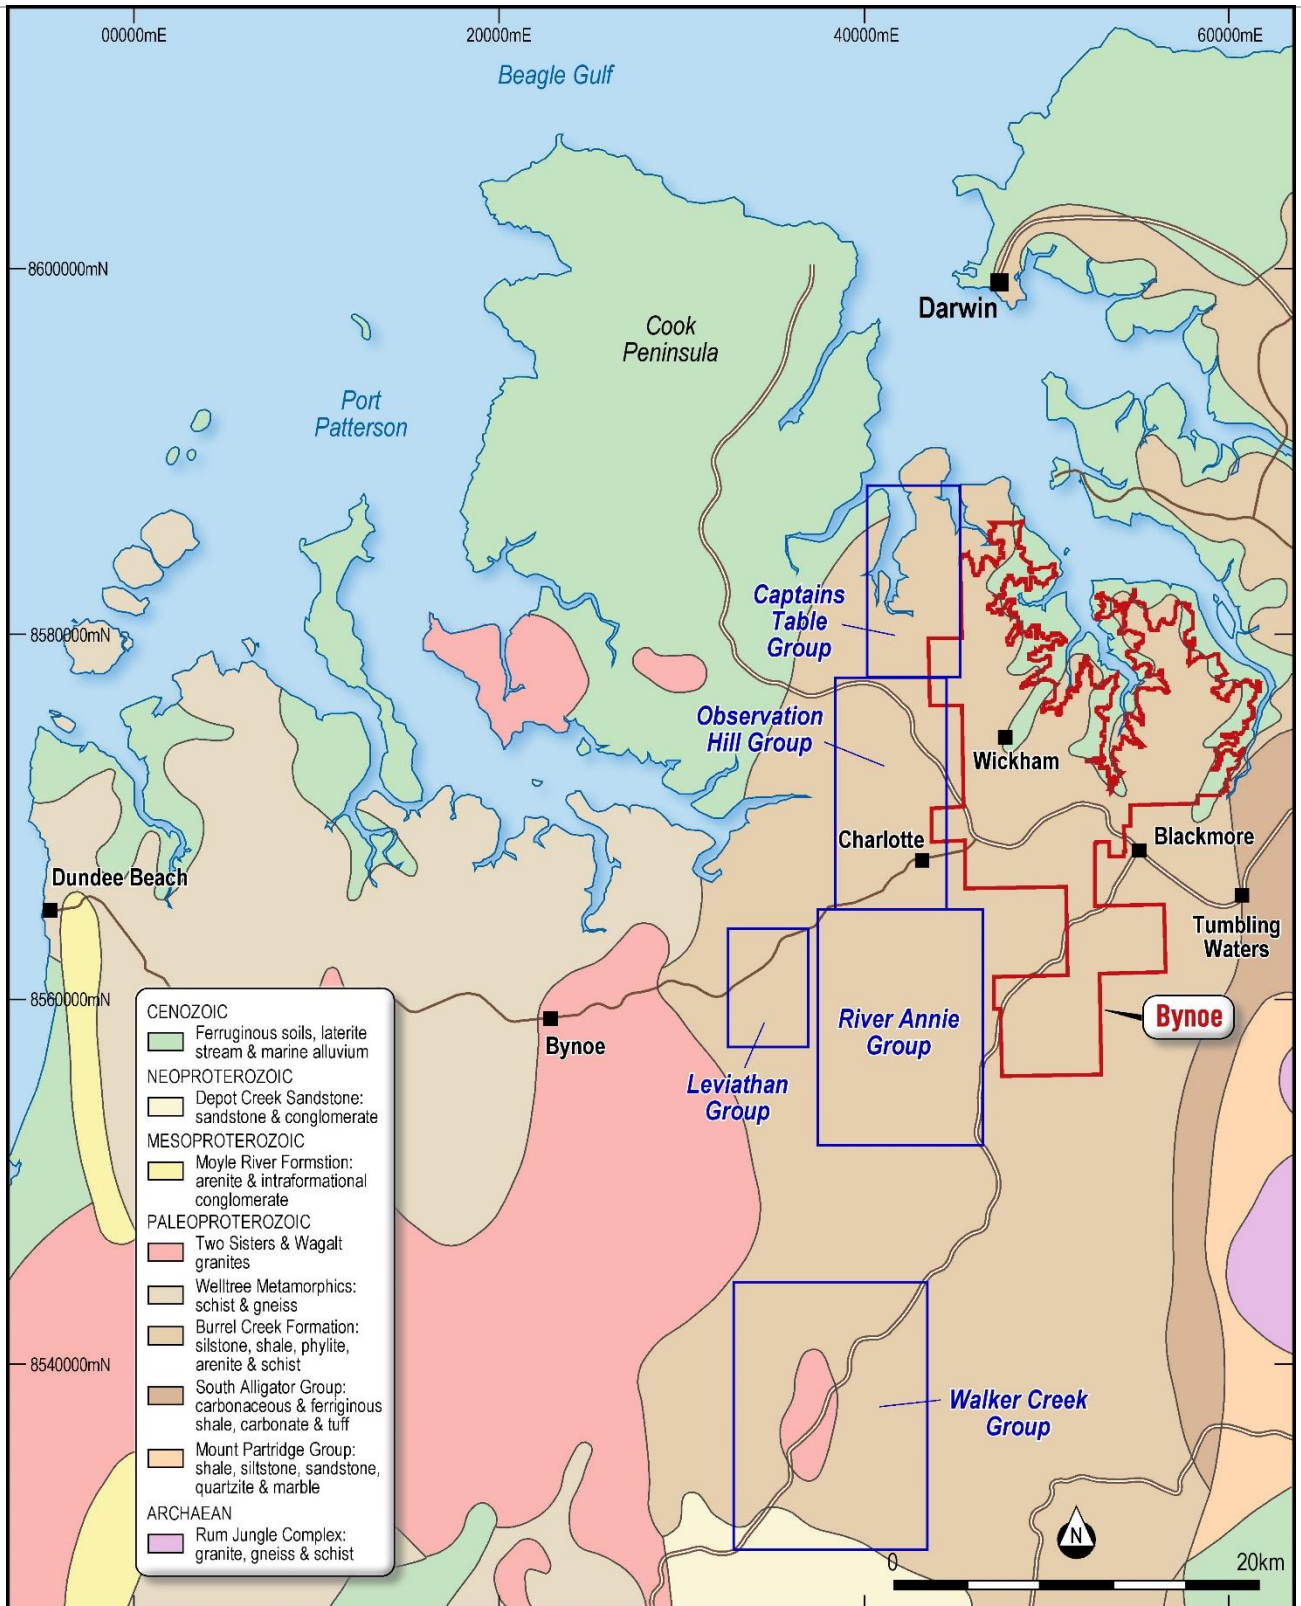 00000mE
20000mE
40000mE
60000mE
Beagle Gulf
8600000mN
Darwin
Cook
Peninsula
Port
Patterson
Captains
Table
Group
8580000mN
Observation
Hill Group
Wickham
Charlotte
Blackmore
Dundee Beach
Tumbling
Waters
8560000mN
Bynoe
River Annie
Group
Bynoe
Leviathan
Group
CENOZOIC
Ferruginous soils, laterite
stream & marine alluvium
NEOPROTEROZOIC
Depot Creek Sandstone:
sandstone & conglomerate
MESOPROTEROZOIC
Moyle River Formstion:
arenite & intraformational
conglomerate
PALEOPROTEROZOIC
Two Sisters & Wagalt
granites
Welltree Metamorphics:
schist & gneiss
Burrel Creek Formation:
silstone, shale, phylite,
arenite & schist
South Alligator Group:
carbonaceous & ferriginous
shale, carbonate & tuff
Mount Partridge Group:
shale, siltstone, sandstone,
quartzite & marble
ARCHAEAN
Rum Jungle Complex:
granite, gneiss & schist
8540000mN
Walker Creek
Group
N
0
20km